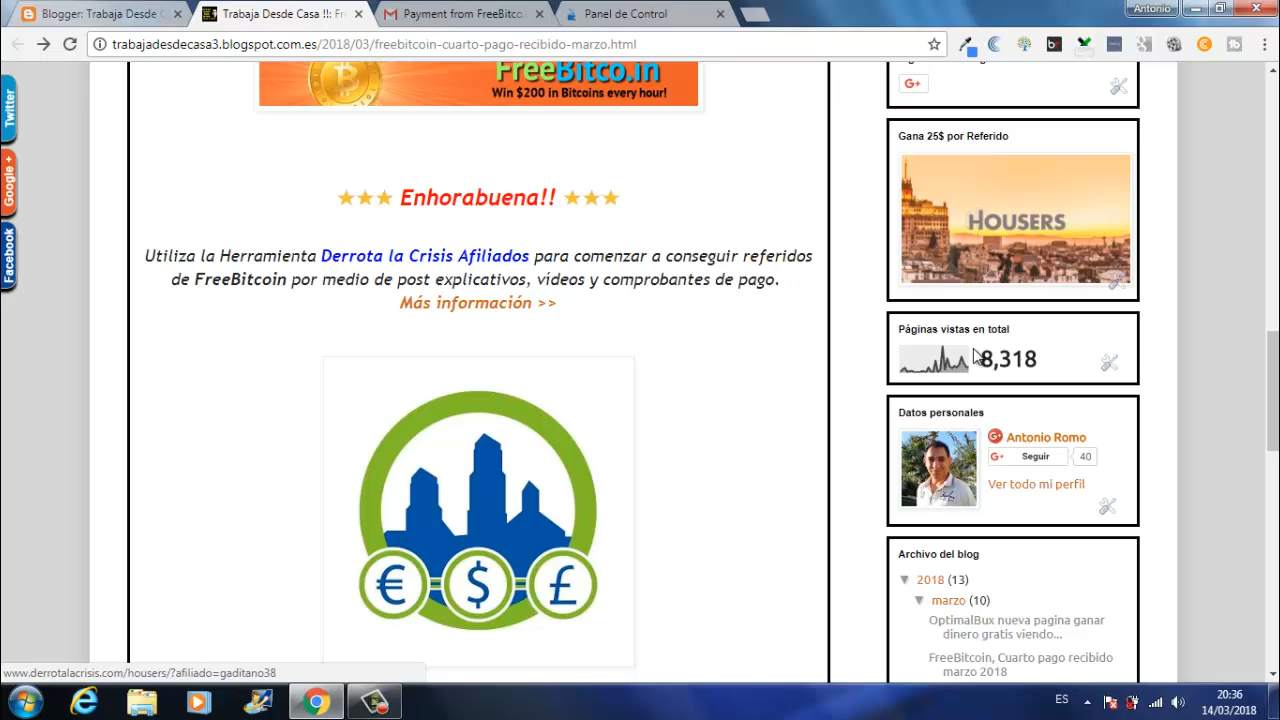 Blogger: Trabaja Desde C
Trabaja Desde Casa !!: Fr
Payment from FreeBitco
Panel de Control
Antonio
trabajadesdecasa3.blogspot.com.es/2018/03/freebitcoin-cuarto-pago-recibido-marzo.html
Twitter
Google +
Facebook
FreeBitco.in
Win $200 in Bitcoins every hour!
★★★ Enhorabuena!! ★★★
Utiliza la Herramienta Derrota la Crisis Afiliados para comenzar a conseguir referidos
de FreeBitcoin por medio de post explicativos, vídeos y comprobantes de pago.
Más información >>
€ $ £
G+
Gana 25$ por Referido
HOUSERS
Páginas vistas en total
8,318
Datos personales
Antonio Romo
G+ Seguir 40
Ver todo mi perfil
Archivo del blog
▼ 2018 (13)
▼ marzo (10)
OptimalBux nueva pagina ganar
dinero gratis viendo...
FreeBitcoin, Cuarto pago recibido
marzo 2018
www.derrotalacrisis.com/housers/?afiliado=gaditano38
ES
20:36
14/03/2018